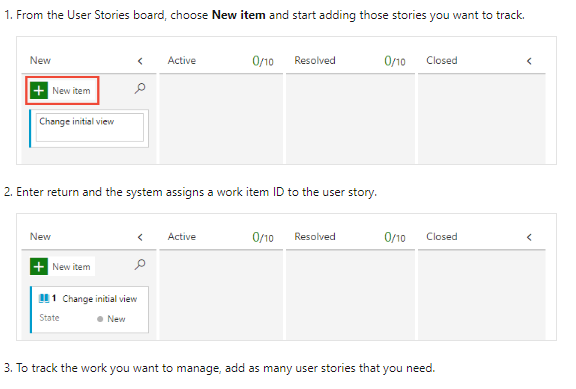 1. From the User Stories board, choose New item and start adding those stories you want to track.
New < Active 0/10 Resolved 0/10 Closed <
+ New item
Change initial view
2. Enter return and the system assigns a work item ID to the user story.
New < Active 0/10 Resolved 0/10 Closed <
+ New item
1 Change initial view
State New
3. To track the work you want to manage, add as many user stories that you need.